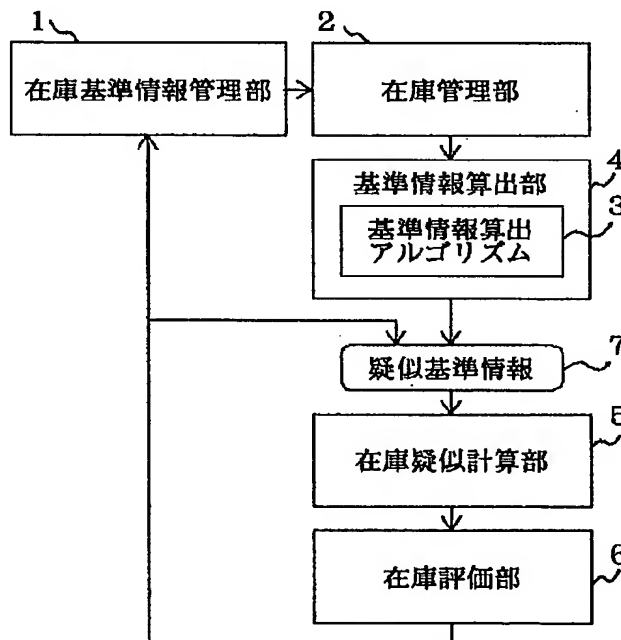 1
在庫基準情報管理部
2
在庫管理部
4
基準情報算出部
3
基準情報算出
アルゴリズム
7
疑似基準情報
5
在庫疑似計算部
6
在庫評価部